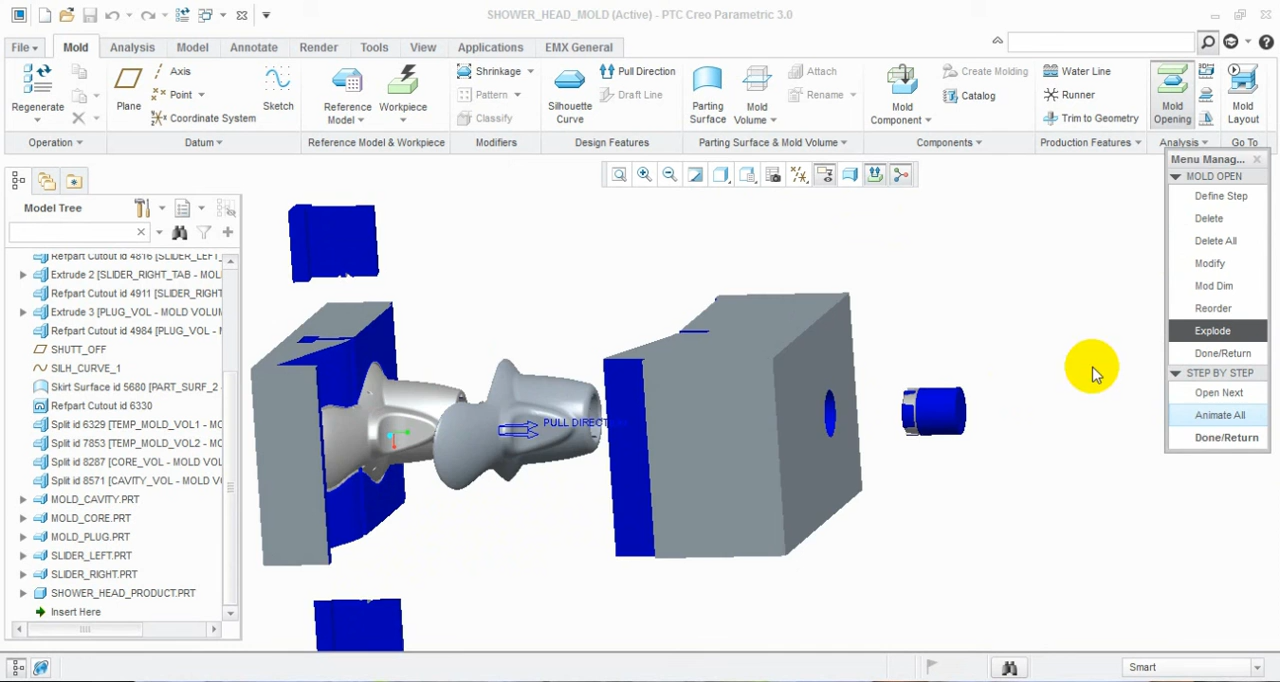 SHOWER_HEAD_MOLD (Active) - PTC Creo Parametric 3.0
File Mold Analysis Model Annotate Render Tools View Applications EMX General
Regenerate
Operation
Plane
Axis
Point
Coordinate System
Sketch
Datum
Reference Model
Workpiece
Reference Model & Workpiece
Shrinkage
Pattern
Classify
Modifiers
Silhouette Curve
Pull Direction
Draft Line
Design Features
Parting Surface
Mold Volume
Attach
Rename
Parting Surface & Mold Volume
Mold Component
Create Molding
Catalog
Components
Water Line
Runner
Trim to Geometry
Production Features
Mold Opening
Analysis
Mold Layout
Go To
Model Tree
Refpart Cutout id 4816 [SLIDER_LEFT_
Extrude 2 [SLIDER_RIGHT_TAB - MOL
Refpart Cutout id 4911 [SLIDER_RIGHT
Extrude 3 [PLUG_VOL - MOLD VOLUM
Refpart Cutout id 4984 [PLUG_VOL - M
SHUTT_OFF
SILH_CURVE_1
Skirt Surface id 5680 [PART_SURF_2 -
Refpart Cutout id 6330
Split id 6329 [TEMP_MOLD_VOL1 - M
Split id 7853 [TEMP_MOLD_VOL2 - M
Split id 8287 [CORE_VOL - MOLD VOL
Split id 8571 [CAVITY_VOL - MOLD V
MOLD_CAVITY.PRT
MOLD_CORE.PRT
MOLD_PLUG.PRT
SLIDER_LEFT.PRT
SLIDER_RIGHT.PRT
SHOWER_HEAD_PRODUCT.PRT
Insert Here
PULL DIRECT
Menu Manag...
MOLD OPEN
Define Step
Delete
Delete All
Modify
Mod Dim
Reorder
Explode
Done/Return
STEP BY STEP
Open Next
Animate All
Done/Return
Smart